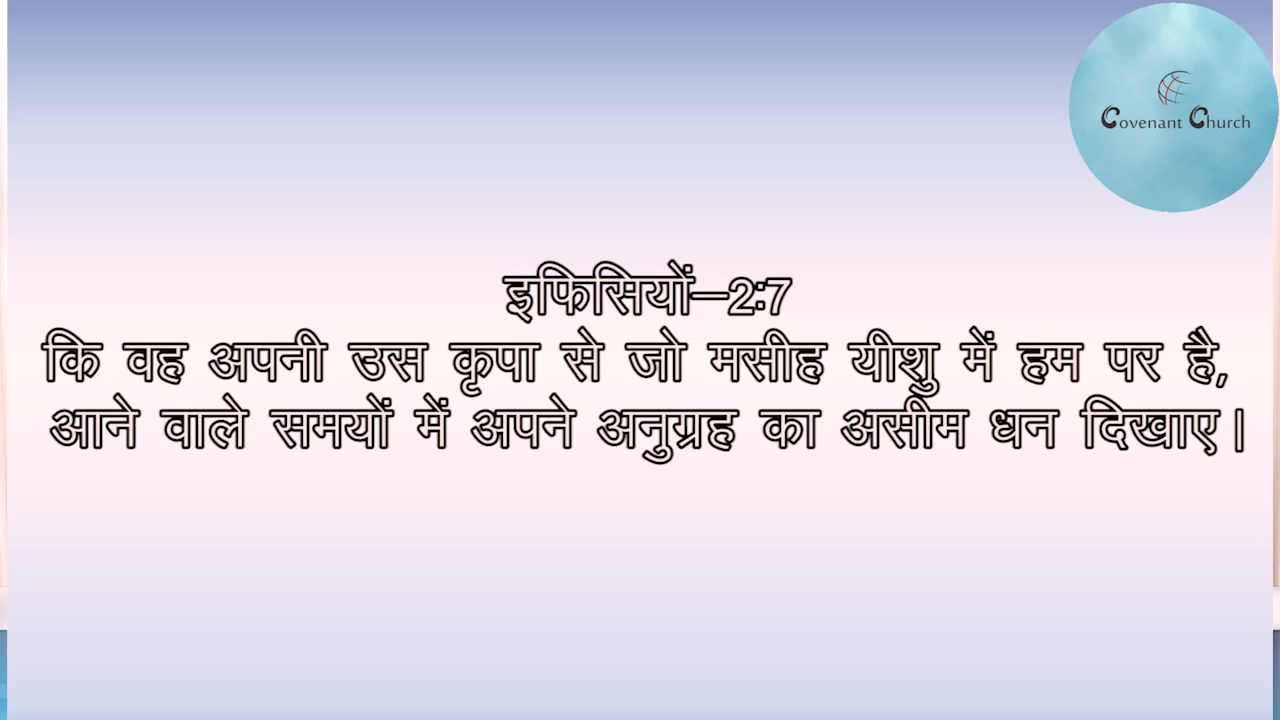 Covenant Church
इफिसियों–2:7
कि वह अपनी उस कृपा से जो मसीह यीशु में हम पर है,
आने वाले समयों में अपने अनुग्रह का असीम धन दिखाए।